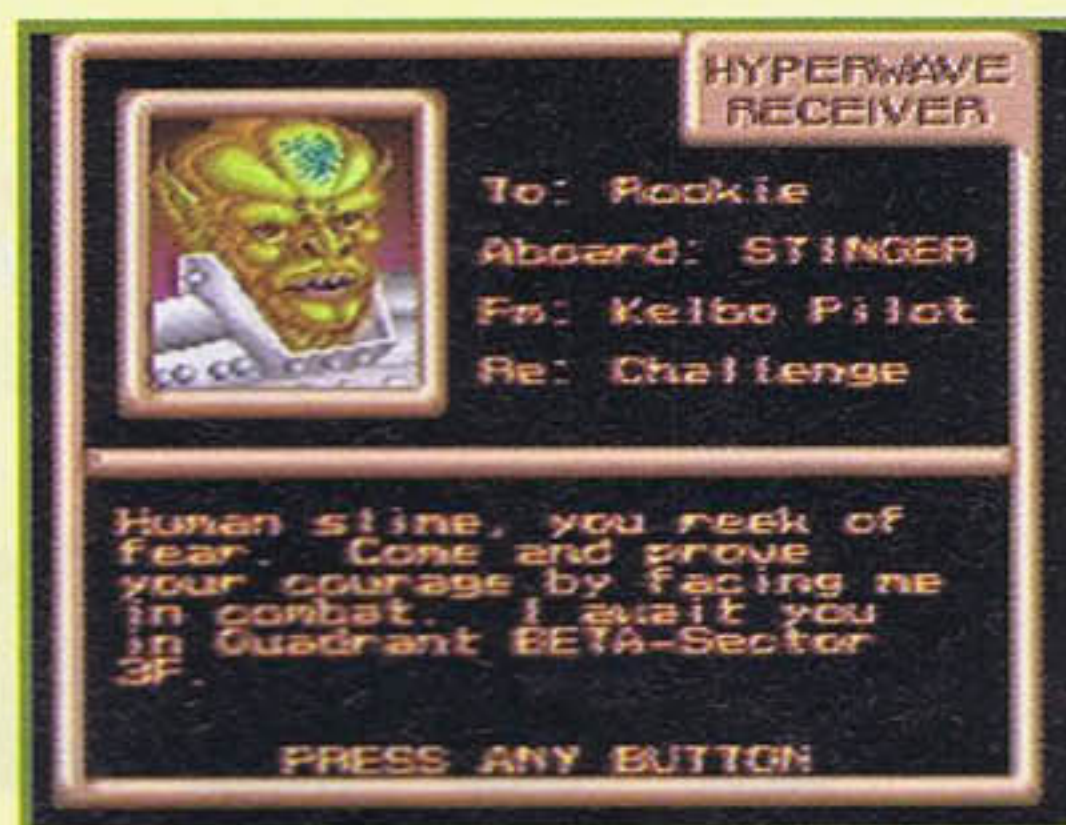 HYPERWAVE
RECEIVER
To: Rookie
Aboard: STINGER
Fm: Kelbo Pilot
Re: Challenge
Human slime, you reek of
fear. Come and prove
your courage by facing me
in combat. I await you
in Quadrant BETA-Sector
3F.
PRESS ANY BUTTON